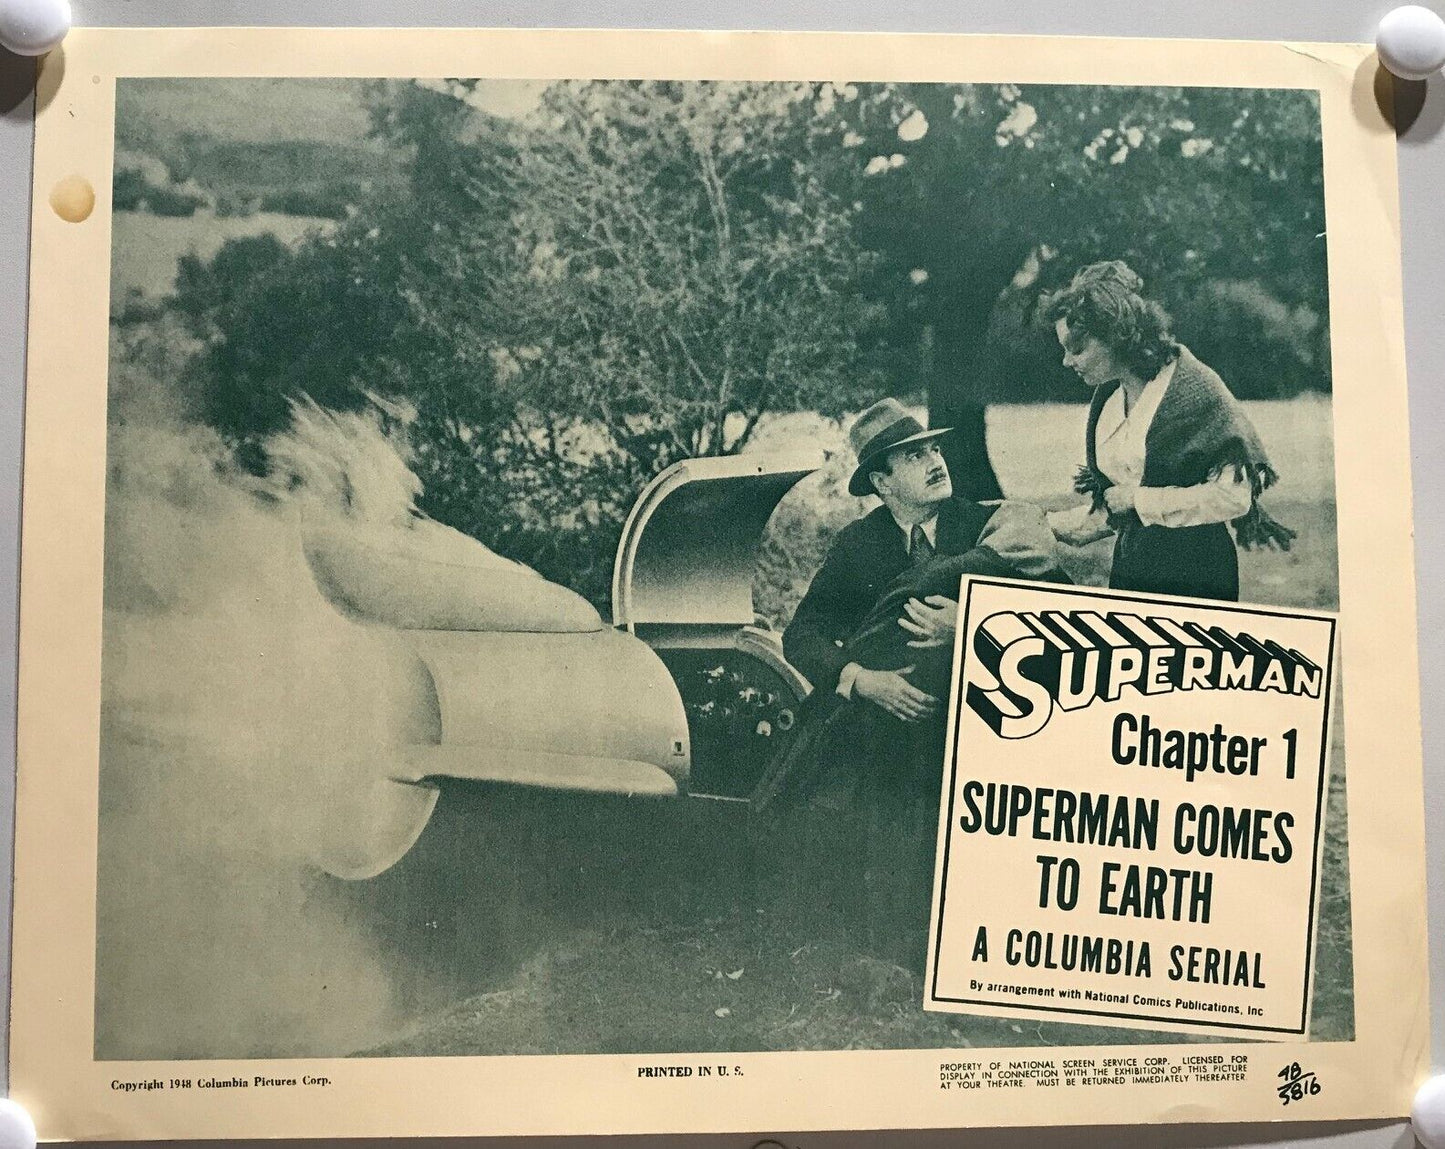 SUPERMAN
Chapter 1
SUPERMAN COMES
TO EARTH
A COLUMBIA SERIAL
By arrangement with National Comics Publications, Inc
Copyright 1948 Columbia Pictures Corp.
PRINTED IN U. S.
PROPERTY OF NATIONAL SCREEN SERVICE CORP. LICENSED FOR
DISPLAY IN CONNECTION WITH THE EXHIBITION OF THIS PICTURE
AT YOUR THEATRE. MUST BE RETURNED IMMEDIATELY THEREAFTER.
48
3816